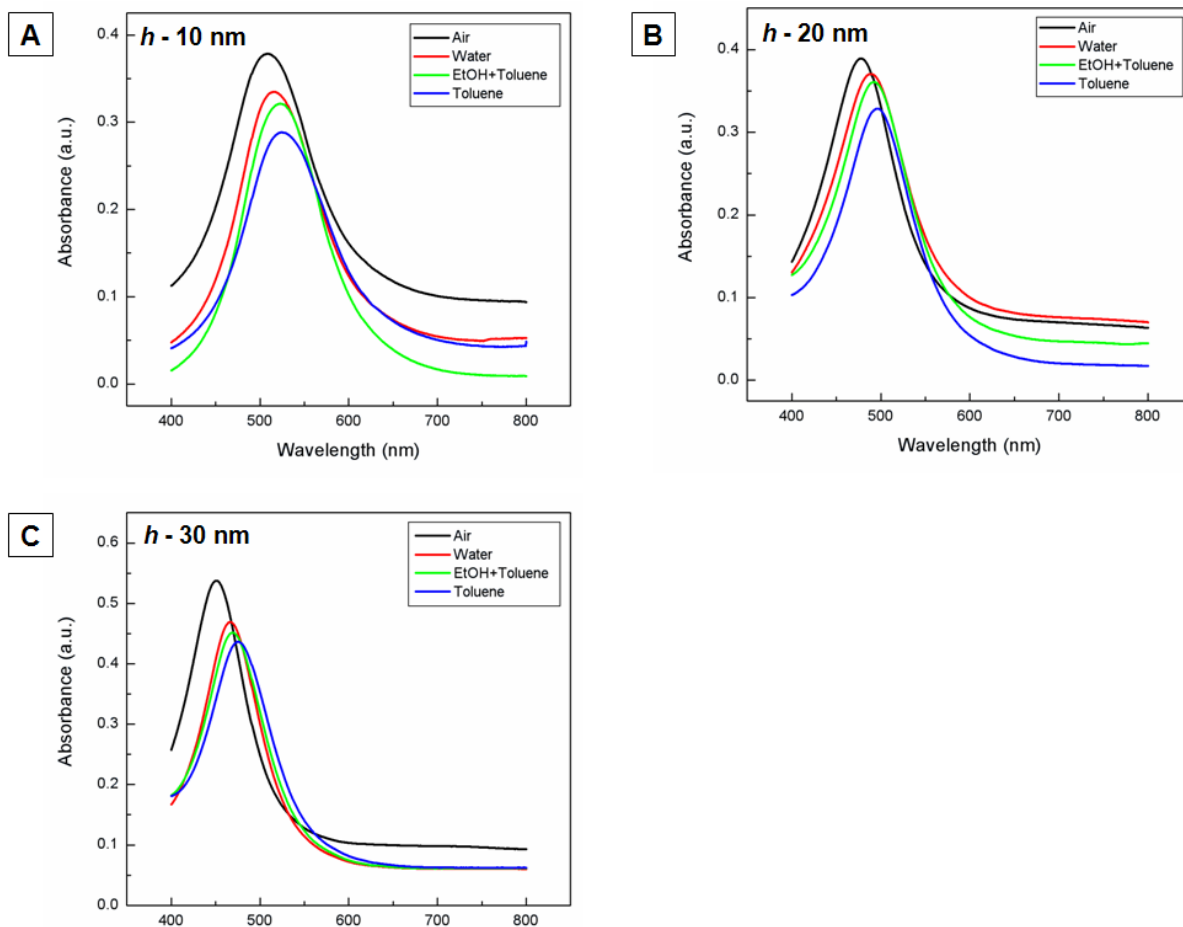 A
h - 10 nm
Air
Water
EtOH+Toluene
Toluene
0.4
0.3
0.2
0.1
0.0
Absorbance (a.u.)
400 500 600 700 800
Wavelength (nm)
B
h - 20 nm
Air
Water
EtOH+Toluene
Toluene
0.4
0.3
0.2
0.1
0.0
Absorbance (a.u.)
400 500 600 700 800
Wavelength (nm)
C
h - 30 nm
Air
Water
EtOH+Toluene
Toluene
0.6
0.5
0.4
0.3
0.2
0.1
0.0
Absorbance (a.u.)
400 500 600 700 800